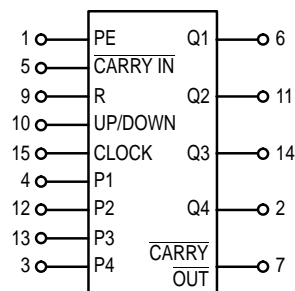 1 PE Q1 6
5 CARRY IN
9 R Q2 11
10 UP/DOWN
15 CLOCK Q3 14
4 P1
12 P2 Q4 2
13 P3
CARRY
3 P4 OUT 7